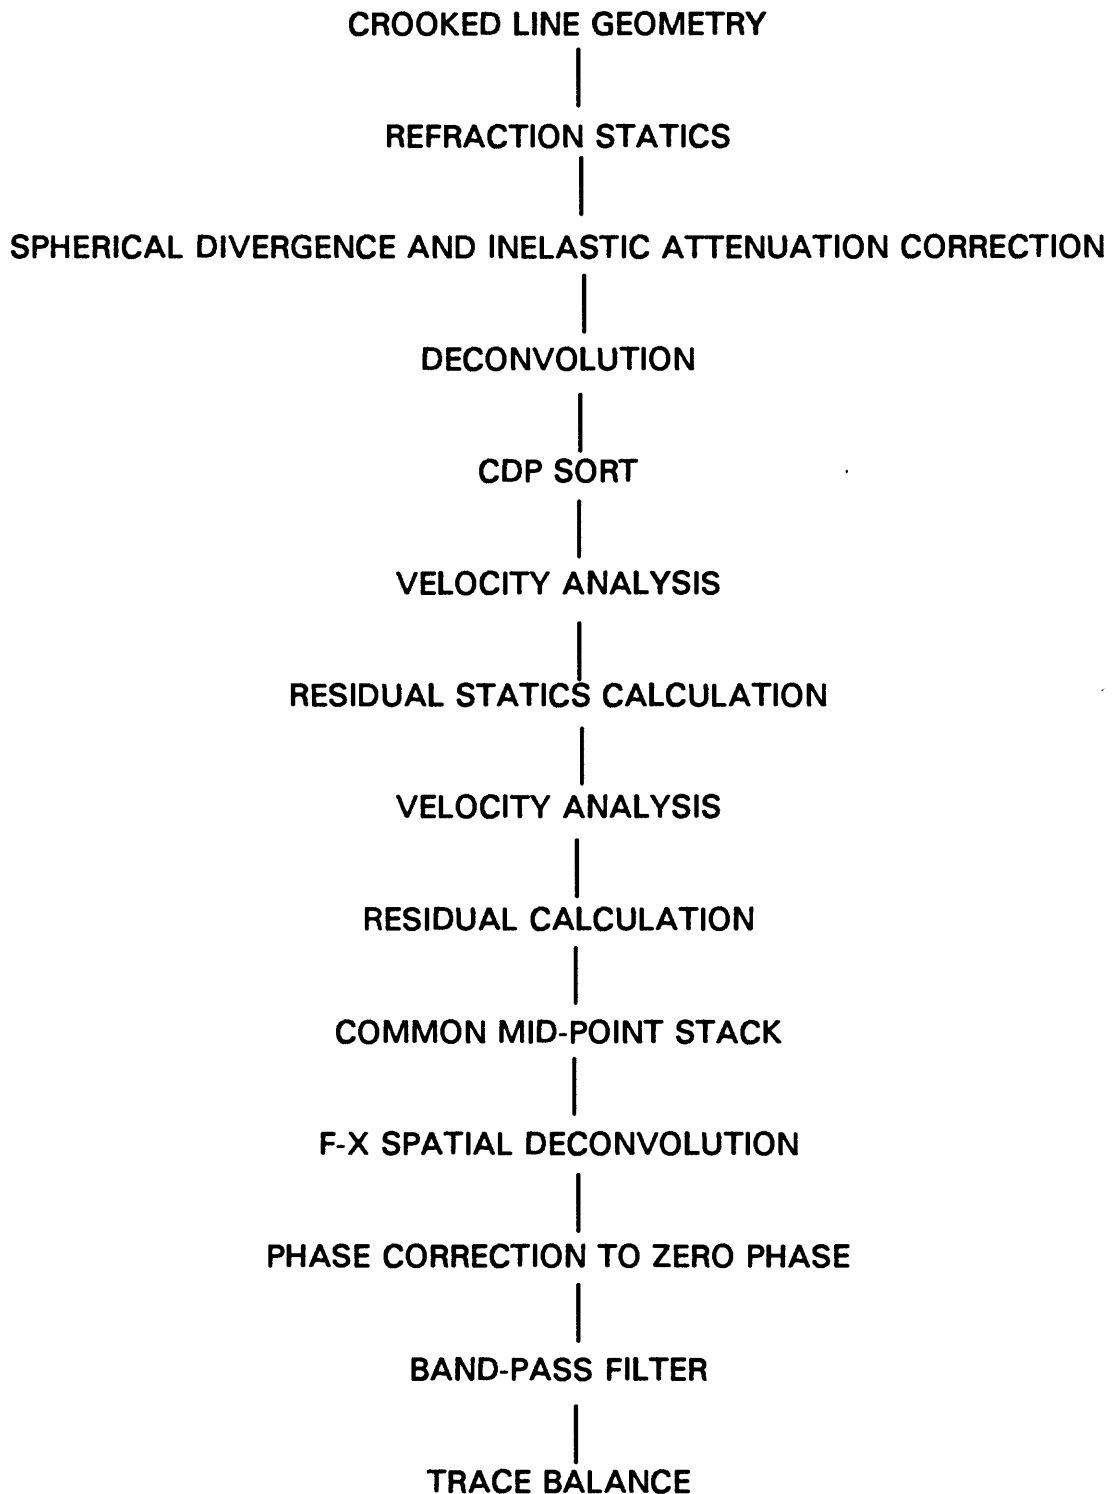 CROOKED LINE GEOMETRY
REFRACTION STATICS
SPHERICAL DIVERGENCE AND INELASTIC ATTENUATION CORRECTION
DECONVOLUTION
CDP SORT
VELOCITY ANALYSIS
RESIDUAL STATICS CALCULATION
VELOCITY ANALYSIS
RESIDUAL CALCULATION
COMMON MID-POINT STACK
F-X SPATIAL DECONVOLUTION
PHASE CORRECTION TO ZERO PHASE
BAND-PASS FILTER
TRACE BALANCE